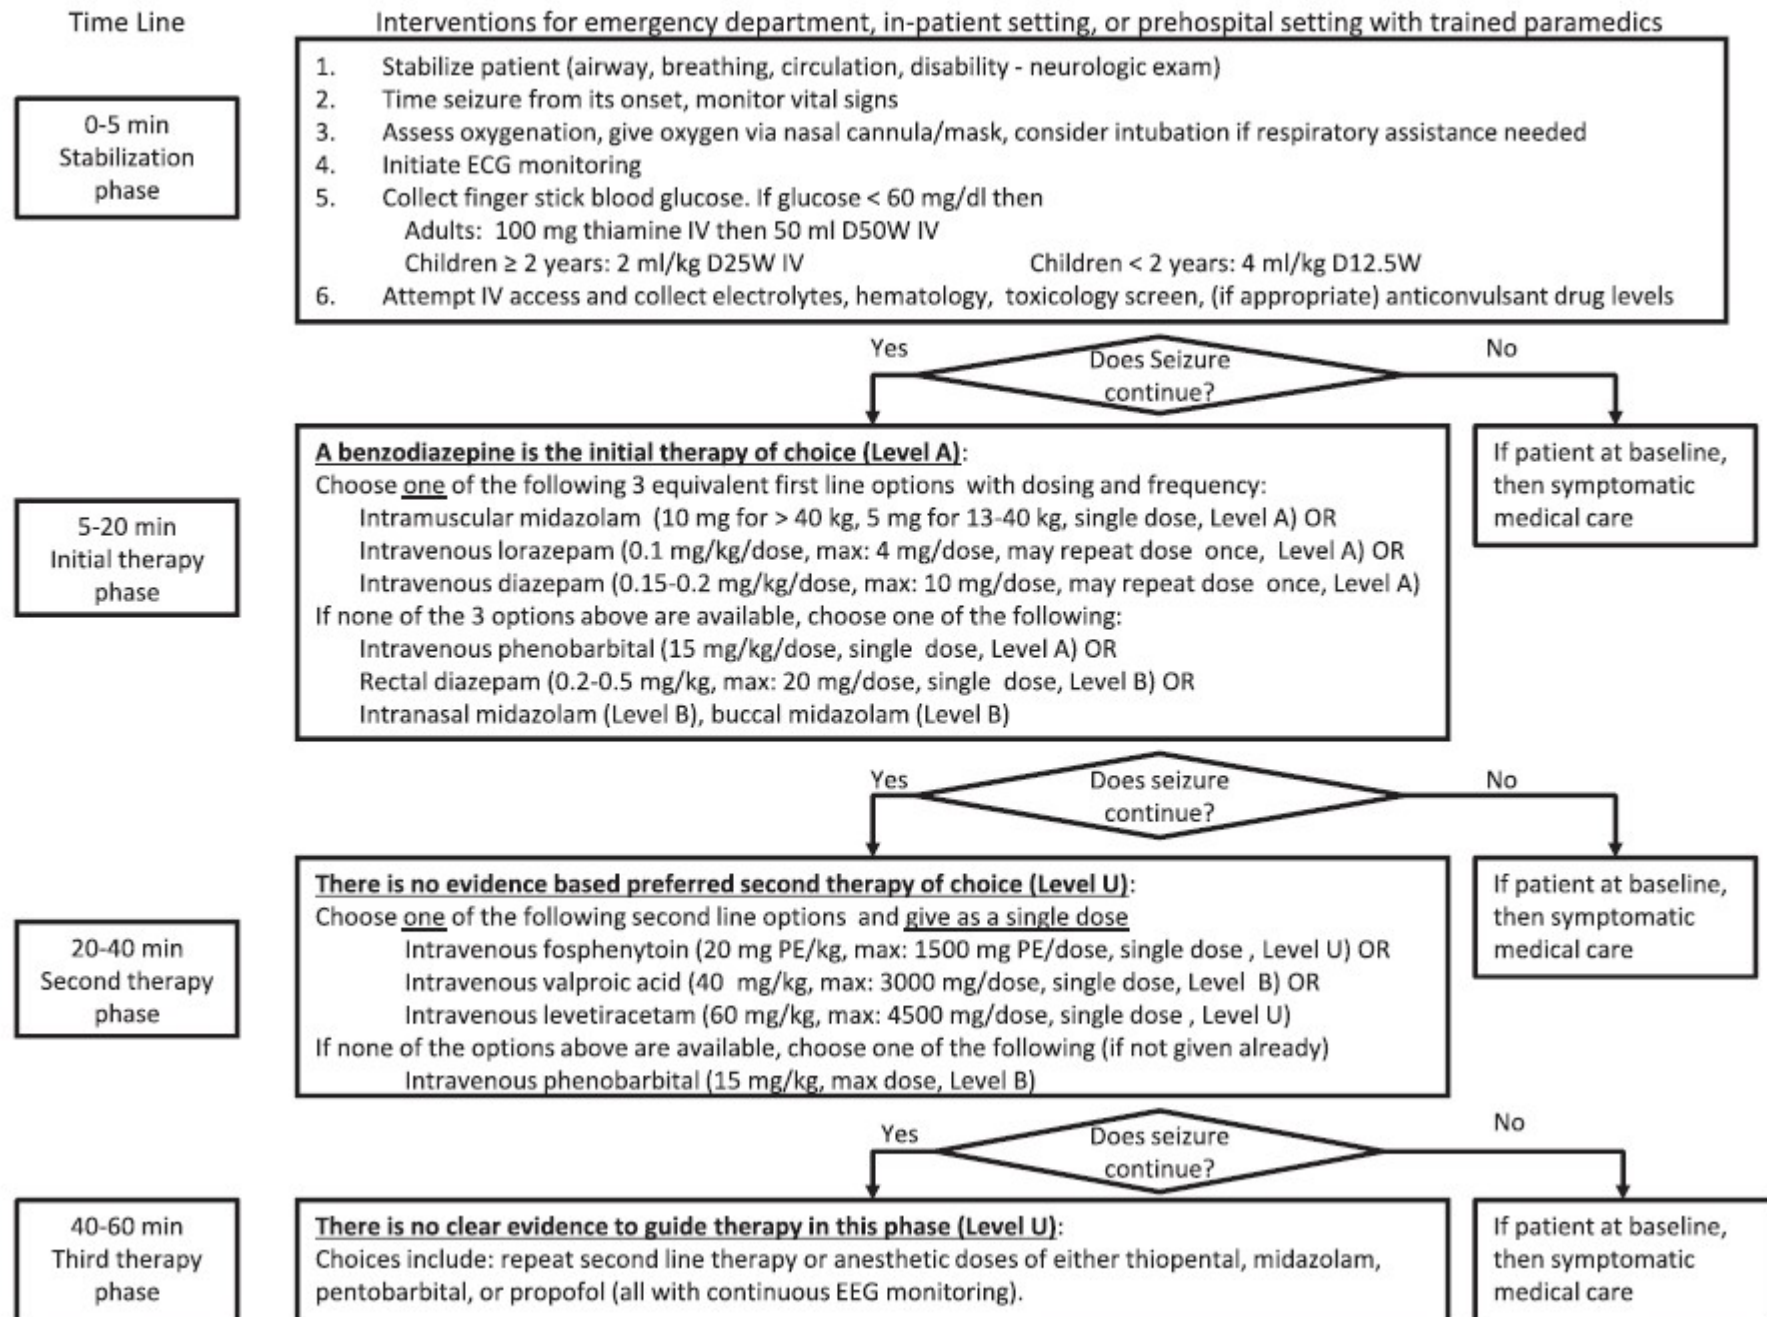 Time Line
Interventions for emergency department, in-patient setting, or prehospital setting with trained paramedics
0-5 min
Stabilization
phase
1. Stabilize patient (airway, breathing, circulation, disability - neurologic exam)
2. Time seizure from its onset, monitor vital signs
3. Assess oxygenation, give oxygen via nasal cannula/mask, consider intubation if respiratory assistance needed
4. Initiate ECG monitoring
5. Collect finger stick blood glucose. If glucose < 60 mg/dl then
Adults: 100 mg thiamine IV then 50 ml D50W IV
Children ≥ 2 years: 2 ml/kg D25W IV Children < 2 years: 4 ml/kg D12.5W
6. Attempt IV access and collect electrolytes, hematology, toxicology screen, (if appropriate) anticonvulsant drug levels
Yes
Does Seizure
continue?
No
5-20 min
Initial therapy
phase
A benzodiazepine is the initial therapy of choice (Level A):
Choose one of the following 3 equivalent first line options with dosing and frequency:
Intramuscular midazolam (10 mg for > 40 kg, 5 mg for 13-40 kg, single dose, Level A) OR
Intravenous lorazepam (0.1 mg/kg/dose, max: 4 mg/dose, may repeat dose once, Level A) OR
Intravenous diazepam (0.15-0.2 mg/kg/dose, max: 10 mg/dose, may repeat dose once, Level A)
If none of the 3 options above are available, choose one of the following:
Intravenous phenobarbital (15 mg/kg/dose, single dose, Level A) OR
Rectal diazepam (0.2-0.5 mg/kg, max: 20 mg/dose, single dose, Level B) OR
Intranasal midazolam (Level B), buccal midazolam (Level B)
If patient at baseline,
then symptomatic
medical care
Yes
Does seizure
continue?
No
20-40 min
Second therapy
phase
There is no evidence based preferred second therapy of choice (Level U):
Choose one of the following second line options and give as a single dose
Intravenous fosphenytoin (20 mg PE/kg, max: 1500 mg PE/dose, single dose , Level U) OR
Intravenous valproic acid (40 mg/kg, max: 3000 mg/dose, single dose, Level B) OR
Intravenous levetiracetam (60 mg/kg, max: 4500 mg/dose, single dose , Level U)
If none of the options above are available, choose one of the following (if not given already)
Intravenous phenobarbital (15 mg/kg, max dose, Level B)
If patient at baseline,
then symptomatic
medical care
Yes
Does seizure
continue?
No
40-60 min
Third therapy
phase
There is no clear evidence to guide therapy in this phase (Level U):
Choices include: repeat second line therapy or anesthetic doses of either thiopental, midazolam,
pentobarbital, or propofol (all with continuous EEG monitoring).
If patient at baseline,
then symptomatic
medical care